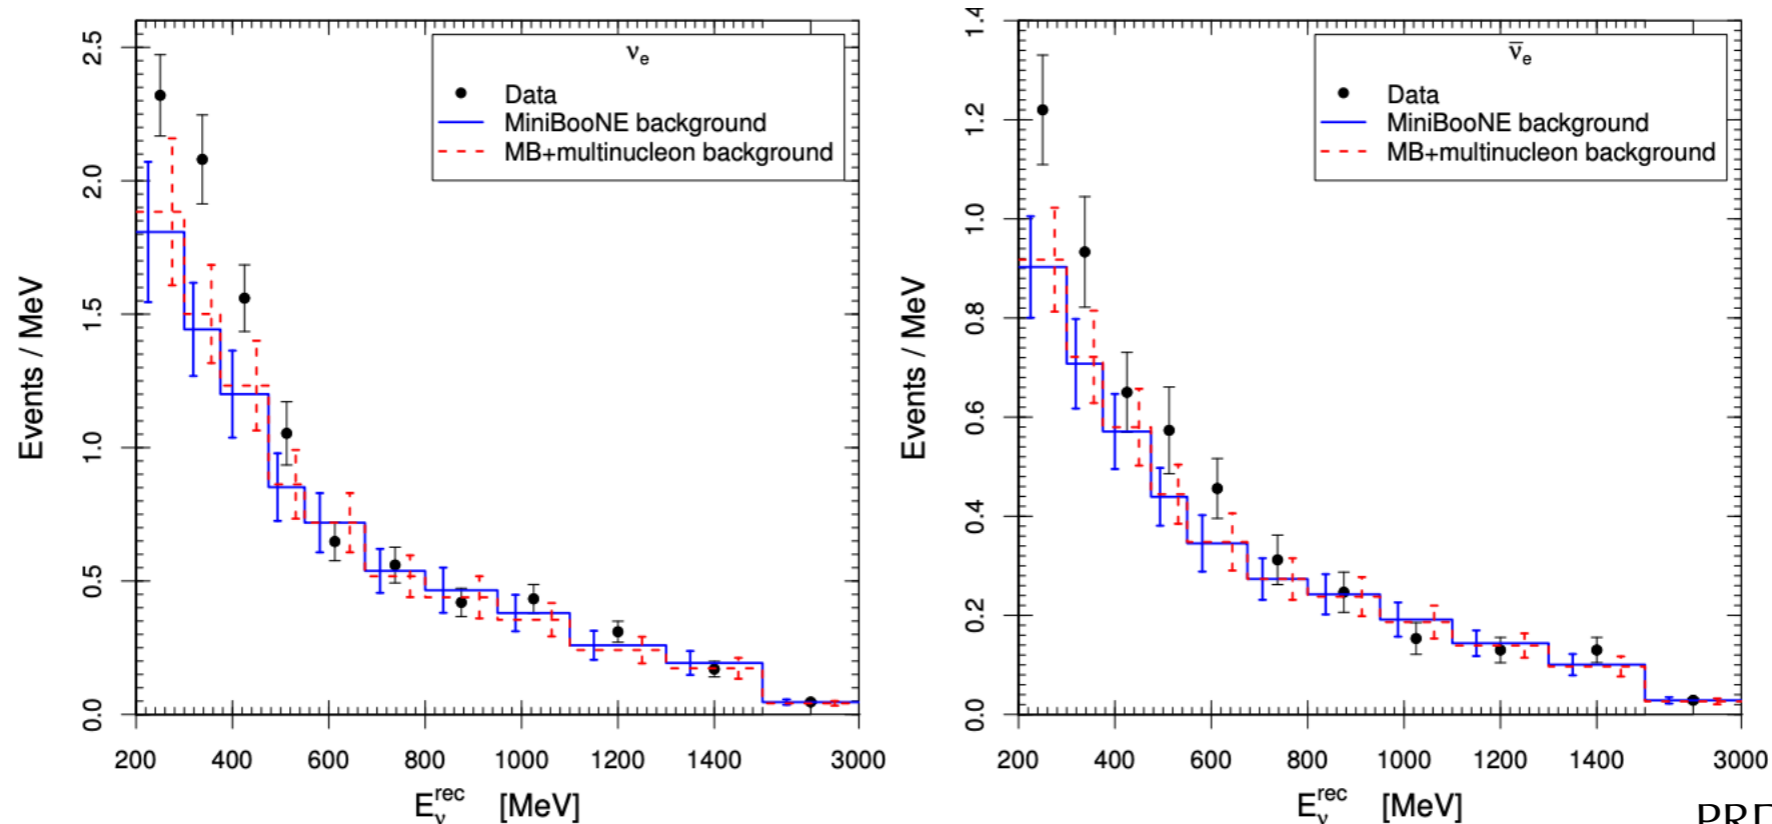 ν_e
Data
MiniBooNE background
MB+multinucleon background
Events / MeV
0.0 0.5 1.0 1.5 2.0 2.5
200 400 600 800 1000 1200 1400 3000
E_ν^rec [MeV]
ν̅_e
Data
MiniBooNE background
MB+multinucleon background
Events / MeV
0.0 0.2 0.4 0.6 0.8 1.0 1.2 1.4
200 400 600 800 1000 1200 1400 3000
E_ν^rec [MeV]